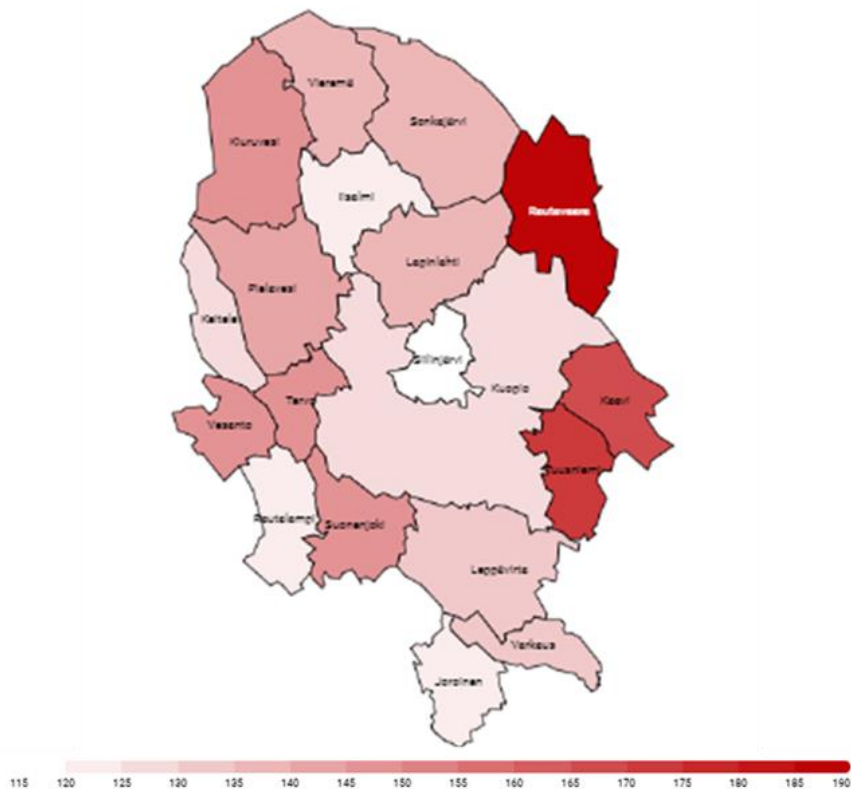 Vieremä
Sonkajärvi
Kiuruvesi
Iisalmi
Rautavaara
Lapinlahti
Pielavesi
Keitele
Siilinjärvi
Kuopio
Tervo
Kaavi
Vesanto
Tuusniemi
Rautalampi
Suonenjoki
Leppävirta
Varkaus
Joroinen
115 120 125 130 135 140 145 150 155 160 165 170 175 180 185 190